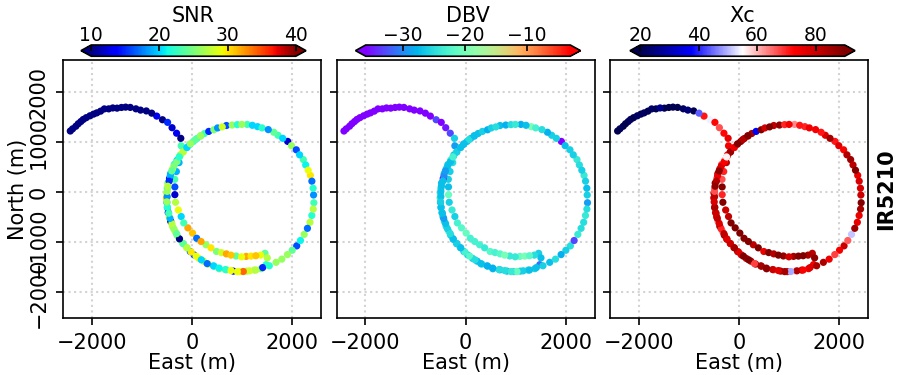 SNR DBV Xc
10 20 30 40 −30 −20 −10 20 40 60 80
North (m)
−2000
−1000
0
1000
2000
−2000 0 2000 −2000 0 2000 −2000 0 2000
East (m) East (m) East (m)
IR5210